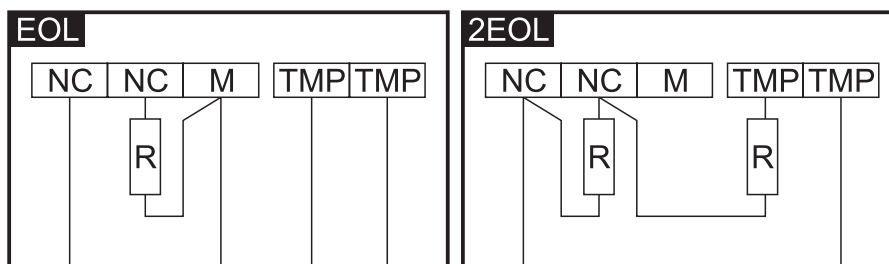 EOL
NC NC M TMP TMP
R
2EOL
NC NC M TMP TMP
R R